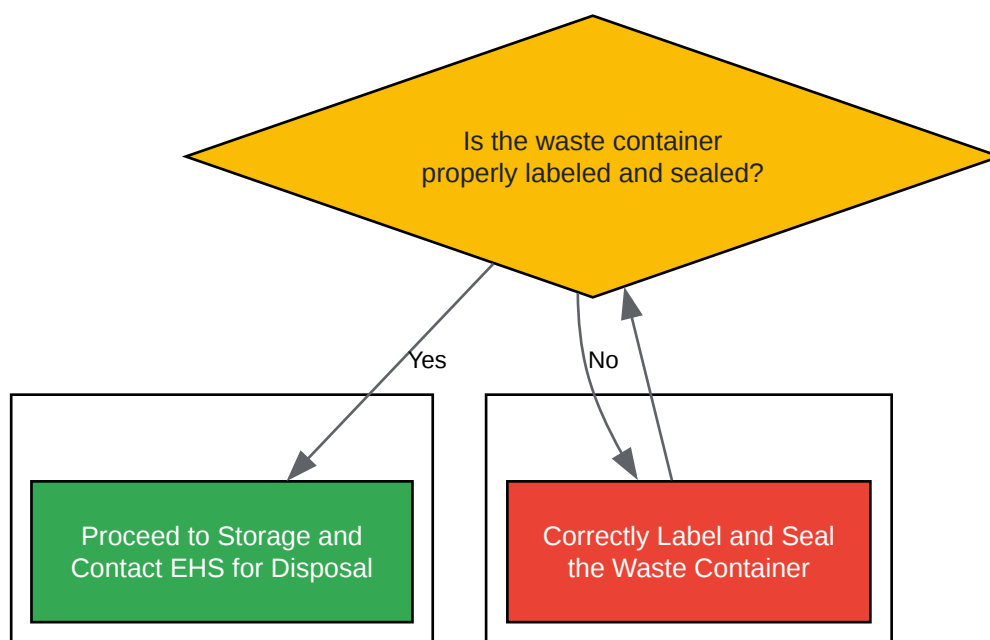 Is the waste container
properly labeled and sealed?
Yes
No
Proceed to Storage and
Contact EHS for Disposal
Correctly Label and Seal
the Waste Container